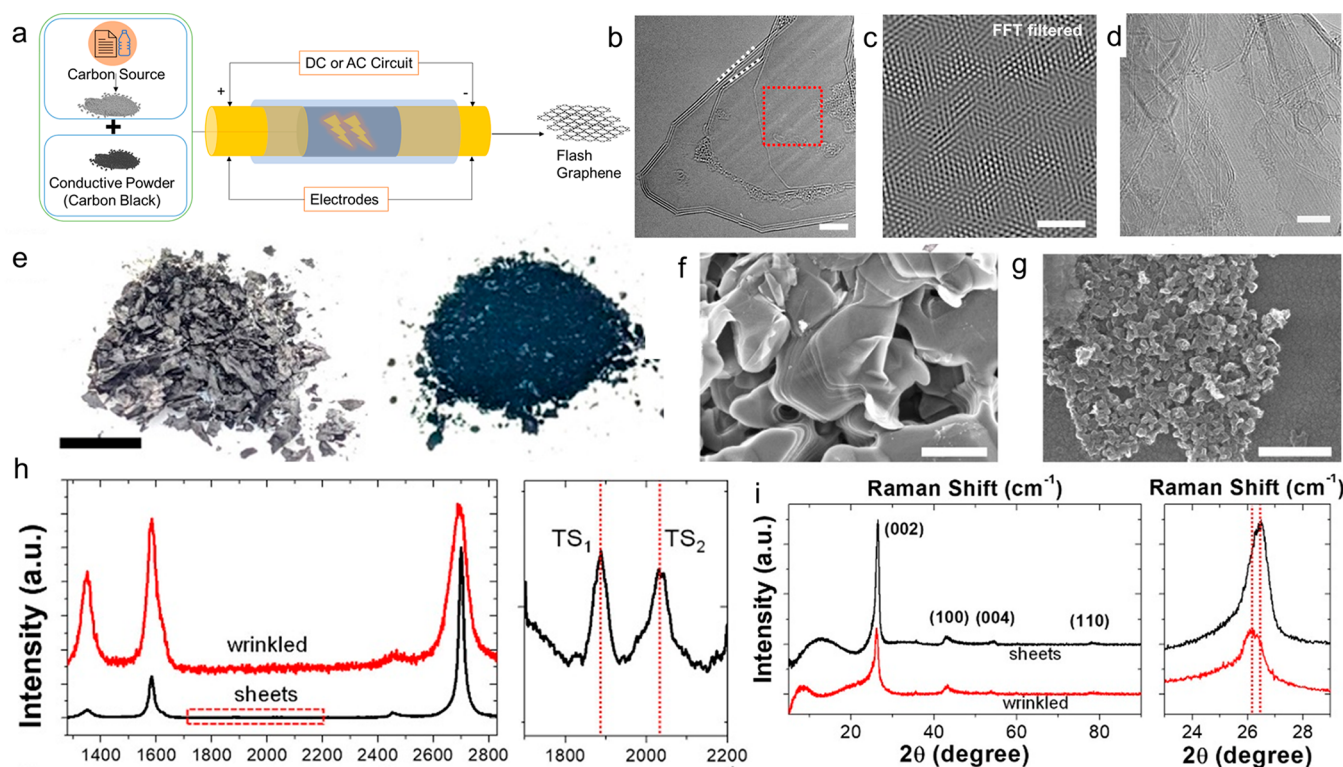 a
Carbon Source
+
Conductive Powder
(Carbon Black)
DC or AC Circuit
+
-
Electrodes
Flash
Graphene
b
c
FFT filtered
d
e
f
g
h
Intensity (a.u.)
wrinkled
sheets
1400 1600 1800 2000 2200 2400 2600 2800
TS1
TS2
1800 2000 2200
i
Raman Shift (cm-1)
Intensity (a.u.)
(002)
(100)
(004)
(110)
sheets
wrinkled
20 40 60 80
2θ (degree)
Raman Shift (cm-1)
24 26 28
2θ (degree)